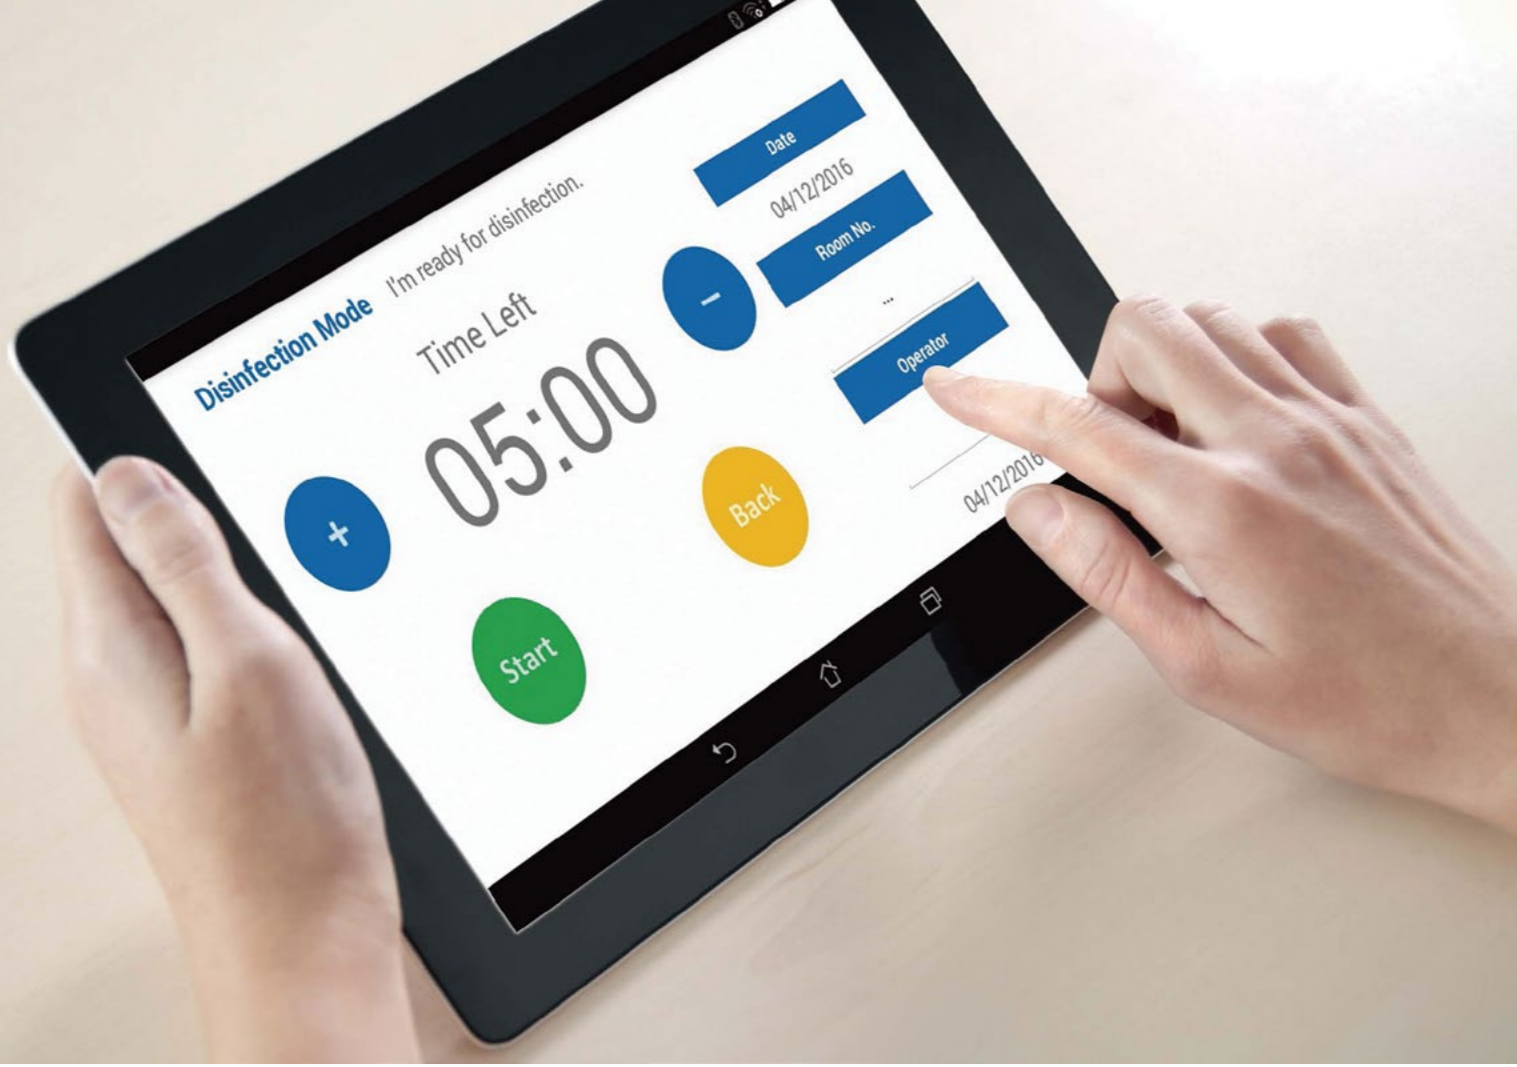 Disinfection Mode
I'm ready for disinfection.
Time Left
05:00
+
−
Start
Back
Date
04/12/2016
Room No.
...
Operator
04/12/2016